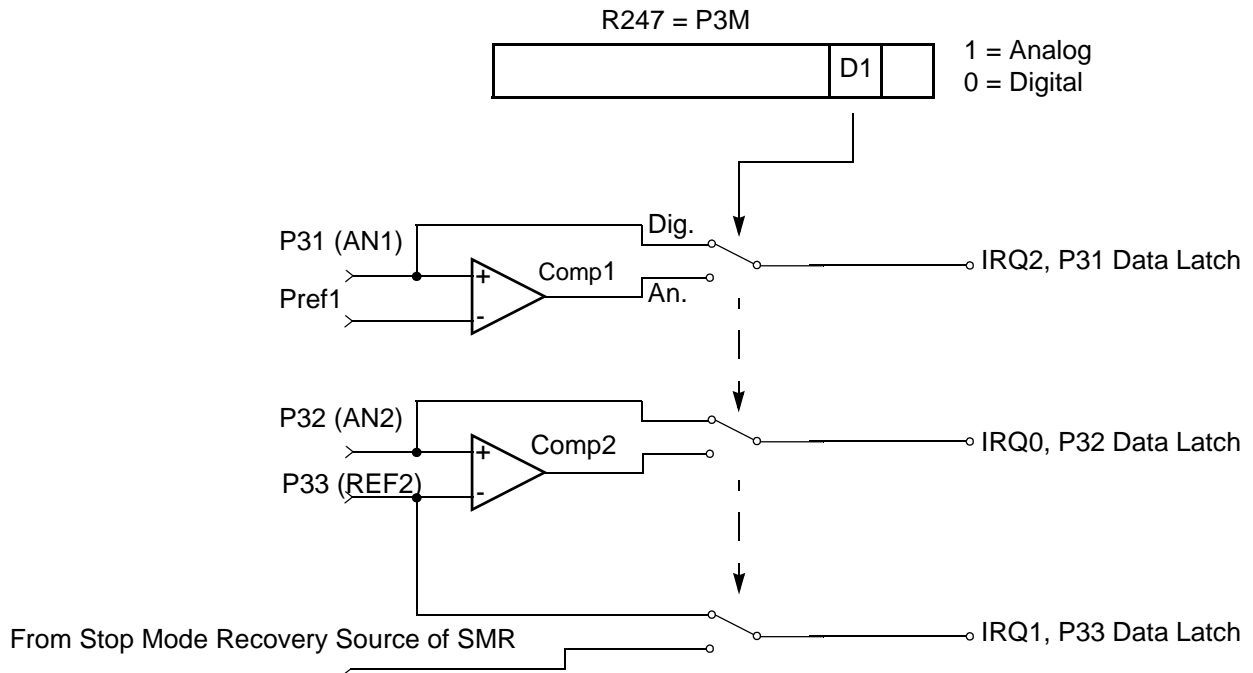 R247 = P3M
D1
1 = Analog
0 = Digital
Dig.
P31 (AN1)
+
Comp1
IRQ2, P31 Data Latch
Pref1
-
An.
P32 (AN2)
+
Comp2
IRQ0, P32 Data Latch
P33 (REF2)
-
From Stop Mode Recovery Source of SMR
IRQ1, P33 Data Latch